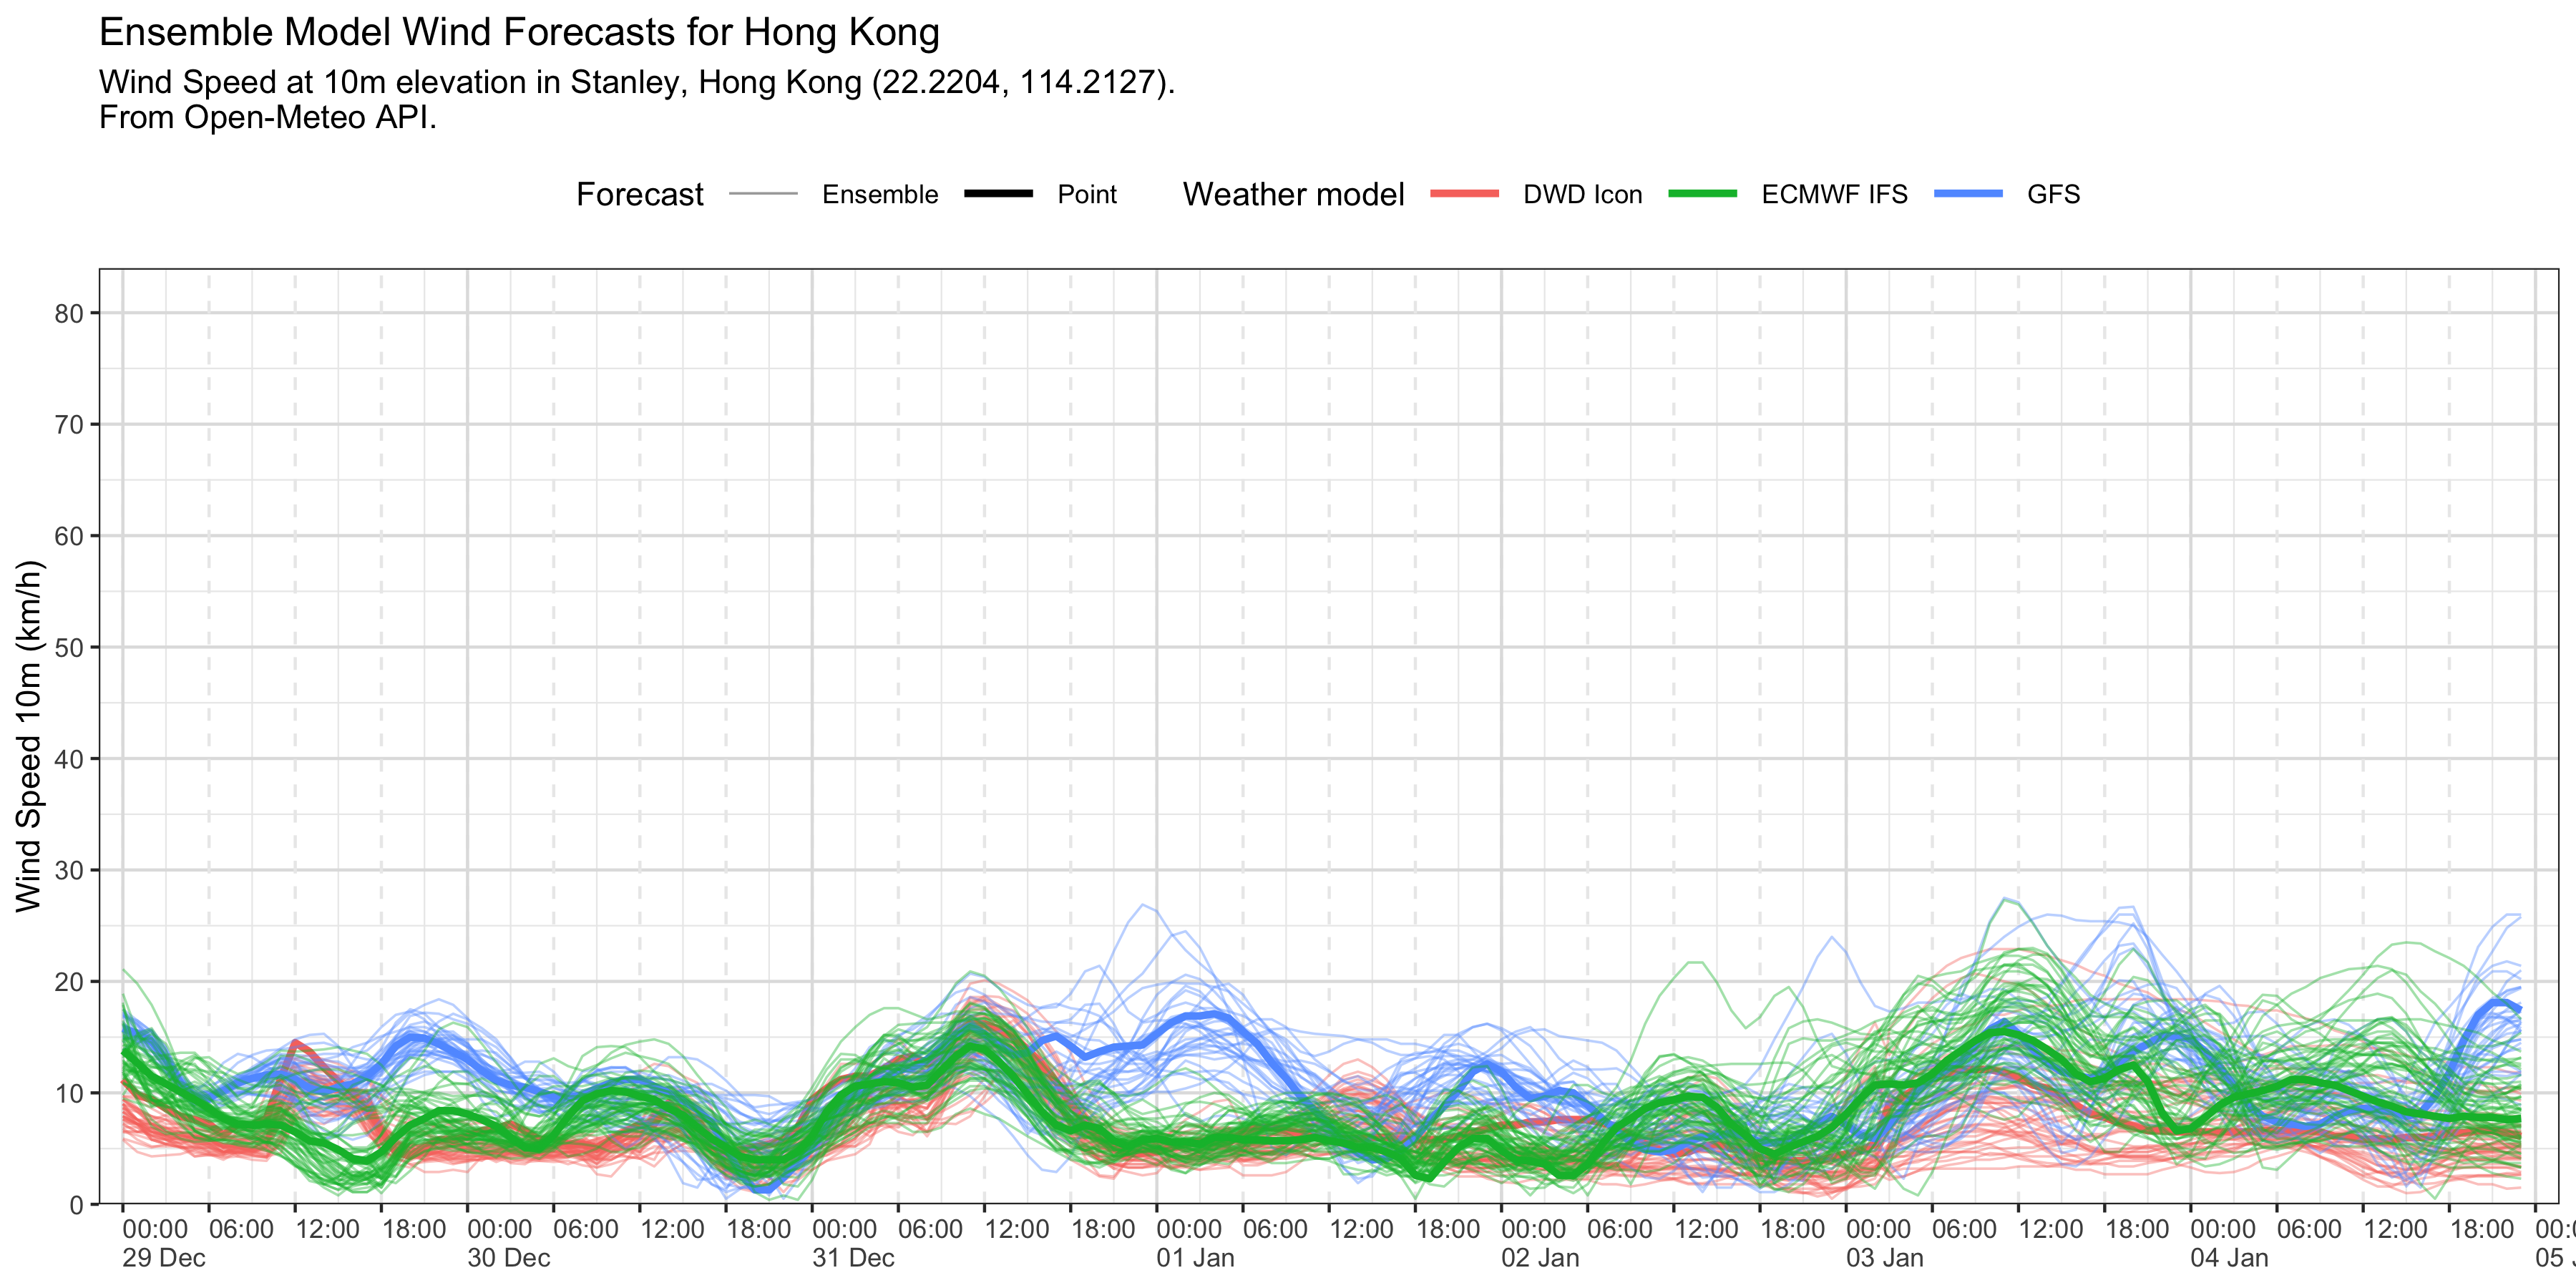 Ensemble Model Wind Forecasts for Hong Kong
Wind Speed at 10m elevation in Stanley, Hong Kong (22.2204, 114.2127).
From Open-Meteo API.
Forecast Ensemble Point Weather model DWD Icon ECMWF IFS GFS
Wind Speed 10m (km/h)
80
70
60
50
40
30
20
10
0
00:00 06:00 12:00 18:00 00:00 06:00 12:00 18:00 00:00 06:00 12:00 18:00 00:00 06:00 12:00 18:00 00:00 06:00 12:00 18:00 00:00 06:00 12:00 18:00 00:00 06:00 12:00 18:00
29 Dec 30 Dec 31 Dec 01 Jan 02 Jan 03 Jan 04 Jan 05